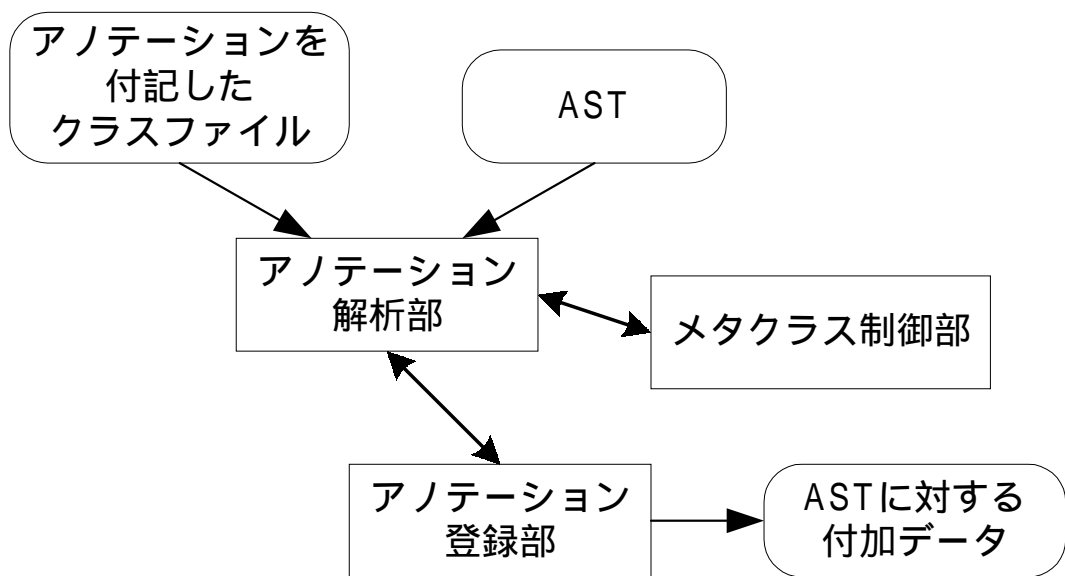 アノテーションを
付記した
クラスファイル
AST
アノテーション
解析部
メタクラス制御部
アノテーション
登録部
ASTに対する
付加データ